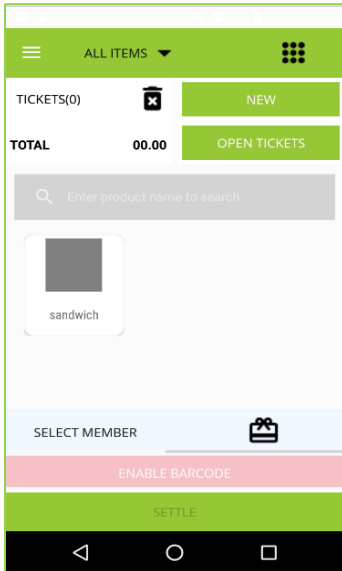 ALL ITEMS
TICKETS(0)
NEW
TOTAL 00.00
OPEN TICKETS
Enter product name to search
sandwich
SELECT MEMBER
ENABLE BARCODE
SETTLE